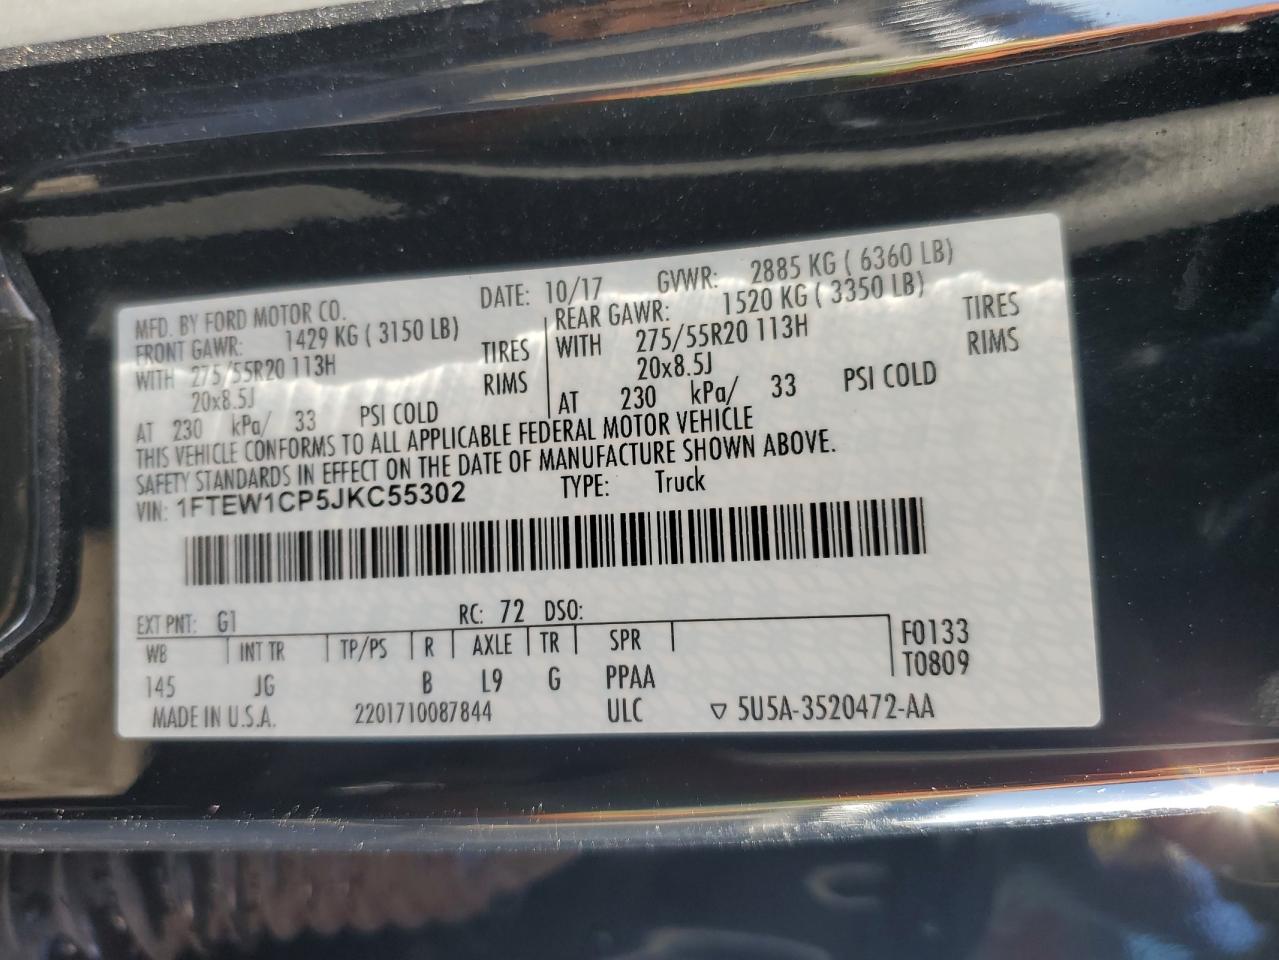 MFD. BY FORD MOTOR CO. DATE: 10/17 GVWR: 2885 KG ( 6360 LB)
FRONT GAWR: 1429 KG ( 3150 LB) REAR GAWR: 1520 KG ( 3350 LB)
WITH 275/55R20 113H TIRES WITH 275/55R20 113H TIRES
20x8.5J RIMS 20x8.5J RIMS
AT 230 kPa/ 33 PSI COLD AT 230 kPa/ 33 PSI COLD
THIS VEHICLE CONFORMS TO ALL APPLICABLE FEDERAL MOTOR VEHICLE
SAFETY STANDARDS IN EFFECT ON THE DATE OF MANUFACTURE SHOWN ABOVE.
VIN: 1FTEW1CP5JKC55302 TYPE: Truck
EXT PNT: G1 RC: 72 DSO:
WB INT TR TP/PS R AXLE TR SPR F0133
145 JG B L9 G PPAA T0809
MADE IN U.S.A. 2201710087844 ULC ▽ 5U5A-3520472-AA